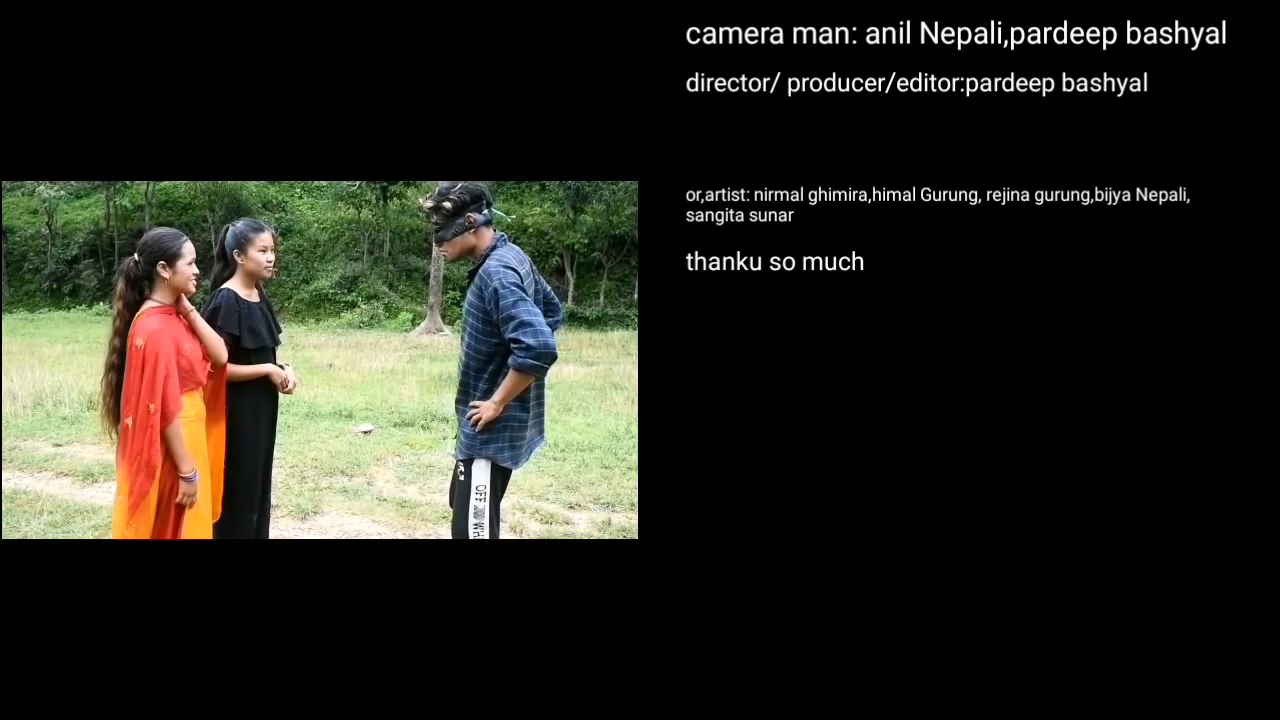 camera man: anil Nepali,pardeep bashyal
director/ producer/editor:pardeep bashyal
or,artist: nirmal ghimira,himal Gurung, rejina gurung,bijya Nepali,
sangita sunar
thanku so much
OFF